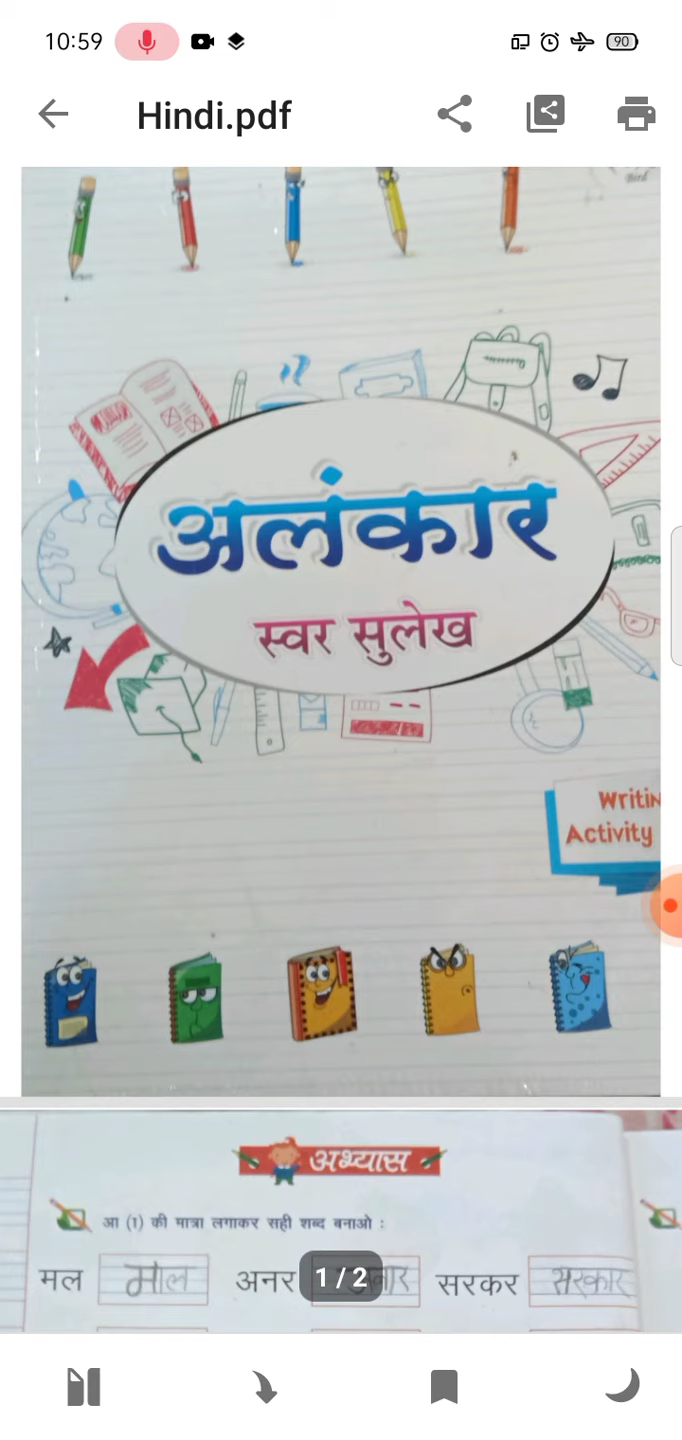 10:59
90
Hindi.pdf
अलंकार
स्वर सुलेख
Writin
Activity
अभ्यास
आ (ा) की मात्रा लगाकर सही शब्द बनाओ :
मल माल अनर नार सरकर सरकार
1 / 2